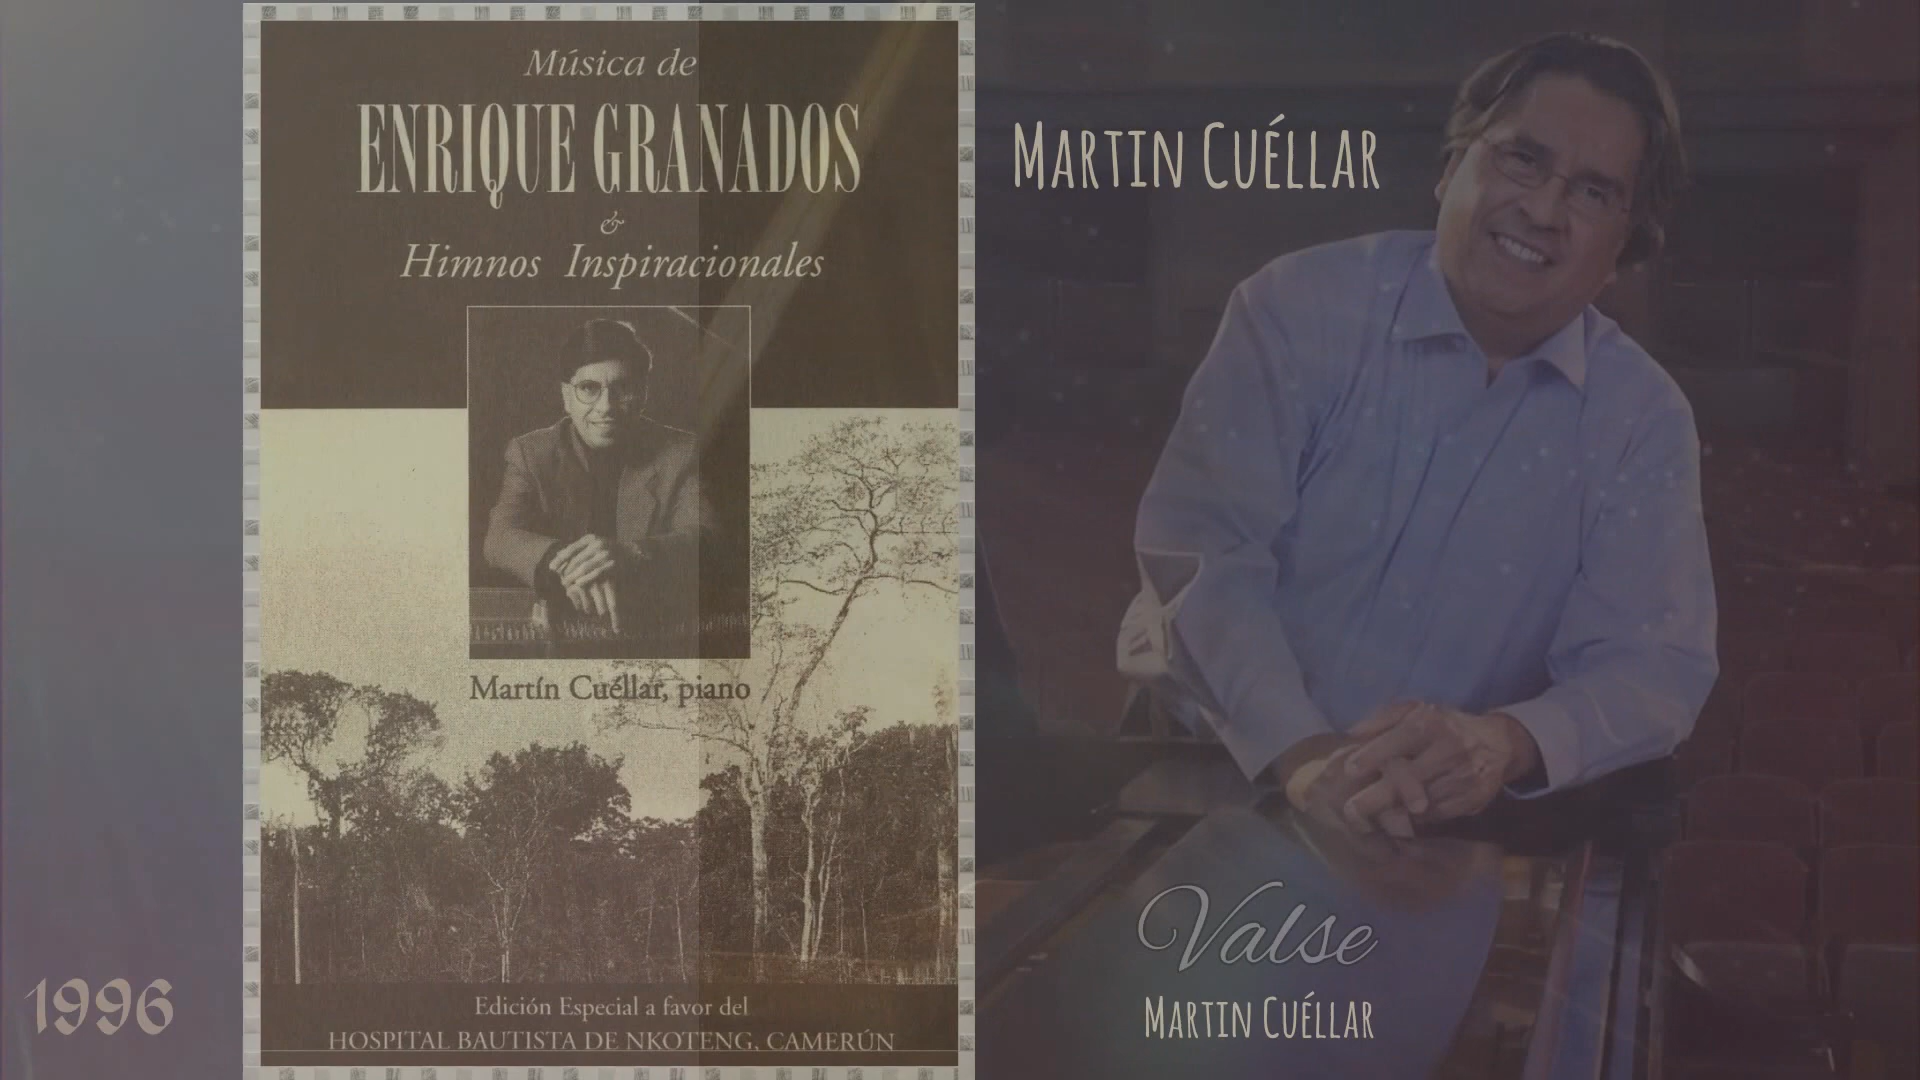 Música de
ENRIQUE GRANADOS
&
Himnos Inspiracionales
Martín Cuéllar, piano
Edición Especial a favor del
HOSPITAL BAUTISTA DE NKOTENG, CAMERÚN
1996
MARTIN CUÉLLAR
Valse
MARTIN CUÉLLAR